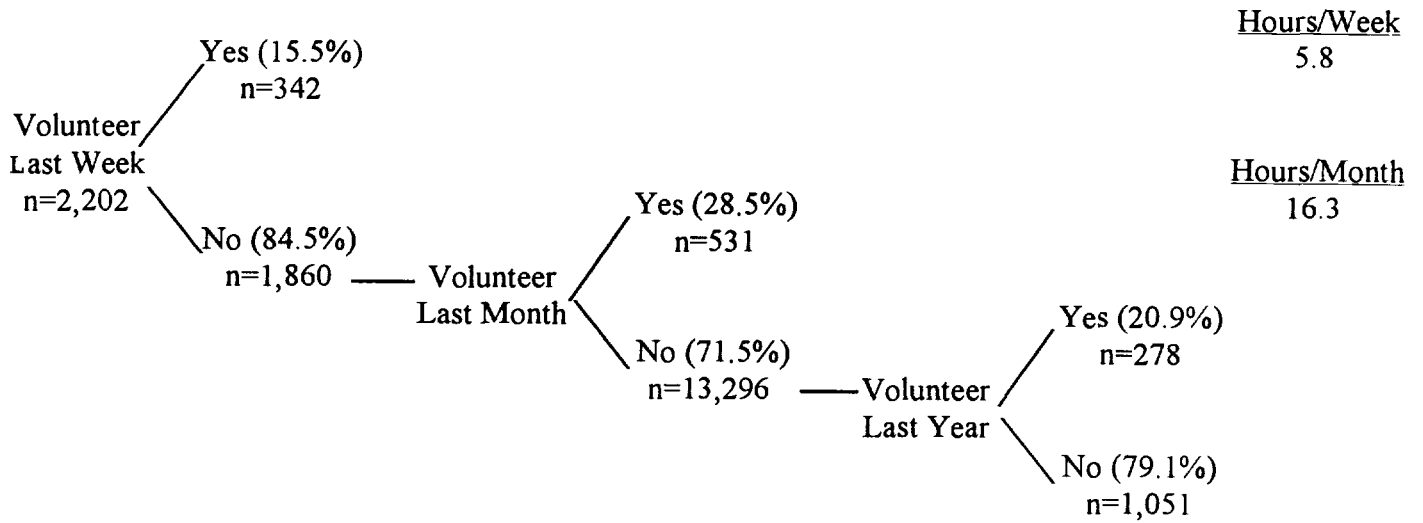 Hours/Week
5.8
Yes (15.5%)
n=342
Volunteer
Last Week
n=2,202
Hours/Month
16.3
No (84.5%)
n=1,860
Yes (28.5%)
n=531
Volunteer
Last Month
No (71.5%)
n=13,296
Yes (20.9%)
n=278
Volunteer
Last Year
No (79.1%)
n=1,051